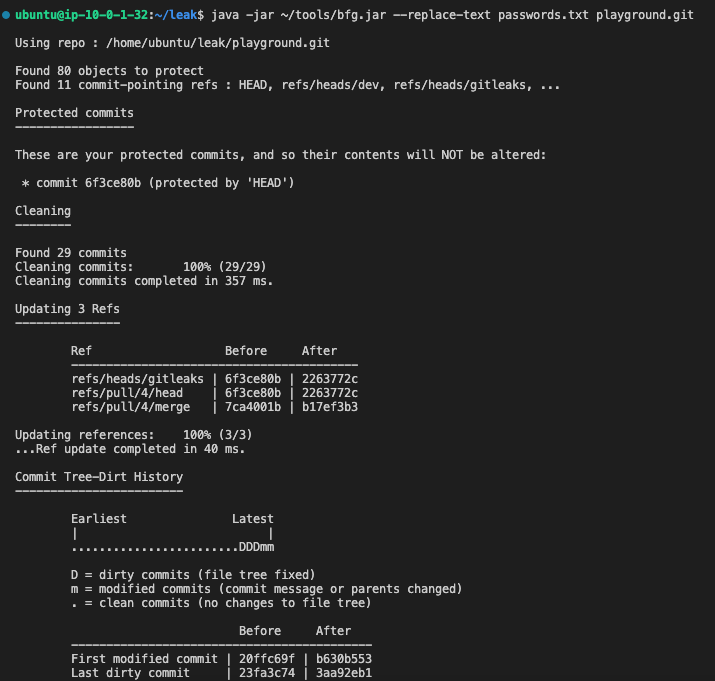 ubuntu@ip-10-0-1-32:~/leak$ java -jar ~/tools/bfg.jar --replace-text passwords.txt playground.git
Using repo : /home/ubuntu/leak/playground.git
Found 80 objects to protect
Found 11 commit-pointing refs : HEAD, refs/heads/dev, refs/heads/gitleaks, ...
Protected commits
-----------------
These are your protected commits, and so their contents will NOT be altered:
* commit 6f3ce80b (protected by 'HEAD')
Cleaning
--------
Found 29 commits
Cleaning commits:       100% (29/29)
Cleaning commits completed in 357 ms.
Updating 3 Refs
---------------
Ref                   Before     After
-----------------------------------------
refs/heads/gitleaks | 6f3ce80b | 2263772c
refs/pull/4/head    | 6f3ce80b | 2263772c
refs/pull/4/merge   | 7ca4001b | b17ef3b3
Updating references:    100% (3/3)
...Ref update completed in 40 ms.
Commit Tree-Dirt History
------------------------
Earliest               Latest
|                           |
........................DDDmm
D = dirty commits (file tree fixed)
m = modified commits (commit message or parents changed)
. = clean commits (no changes to file tree)
Before     After
-------------------------------------------
First modified commit | 20ffc69f | b630b553
Last dirty commit     | 23fa3c74 | 3aa92eb1